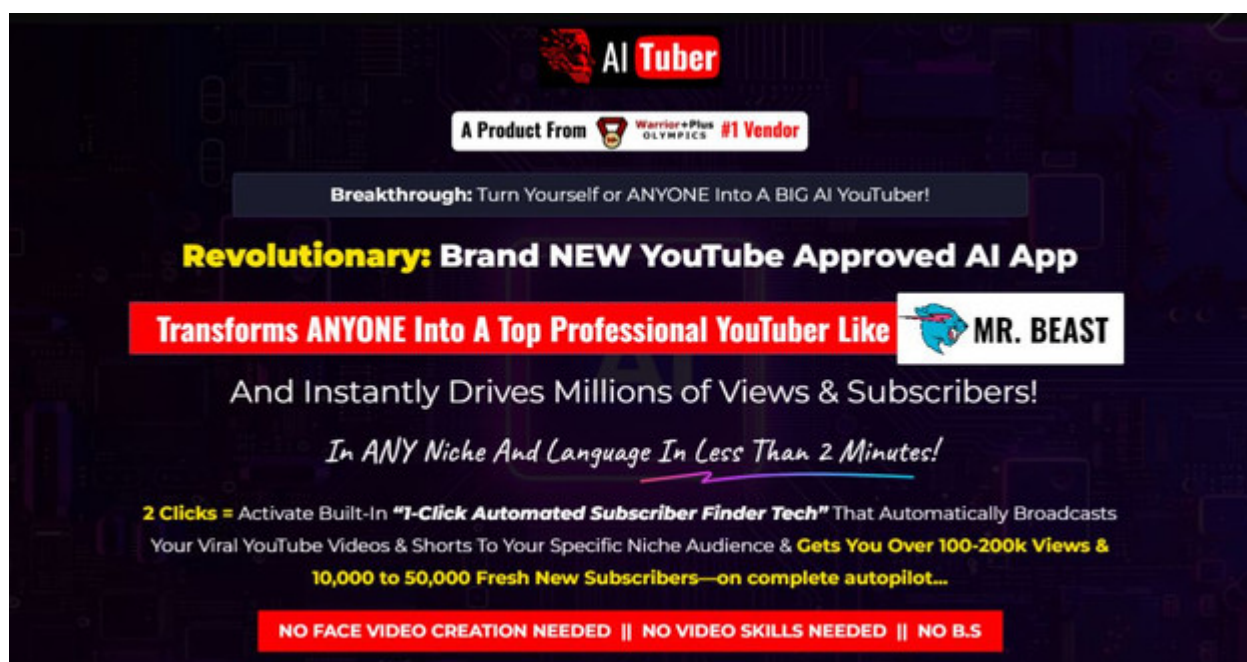 AI Tuber
A Product From Warrior+Plus OLYMPICS #1 Vendor
Breakthrough: Turn Yourself or ANYONE Into A BIG AI YouTuber!
Revolutionary: Brand NEW YouTube Approved AI App
Transforms ANYONE Into A Top Professional YouTuber Like MR. BEAST
And Instantly Drives Millions of Views & Subscribers!
In ANY Niche And Language In Less Than 2 Minutes!
2 Clicks = Activate Built-In "1-Click Automated Subscriber Finder Tech" That Automatically Broadcasts
Your Viral YouTube Videos & Shorts To Your Specific Niche Audience & Gets You Over 100-200k Views &
10,000 to 50,000 Fresh New Subscribers—on complete autopilot...
NO FACE VIDEO CREATION NEEDED || NO VIDEO SKILLS NEEDED || NO B.S